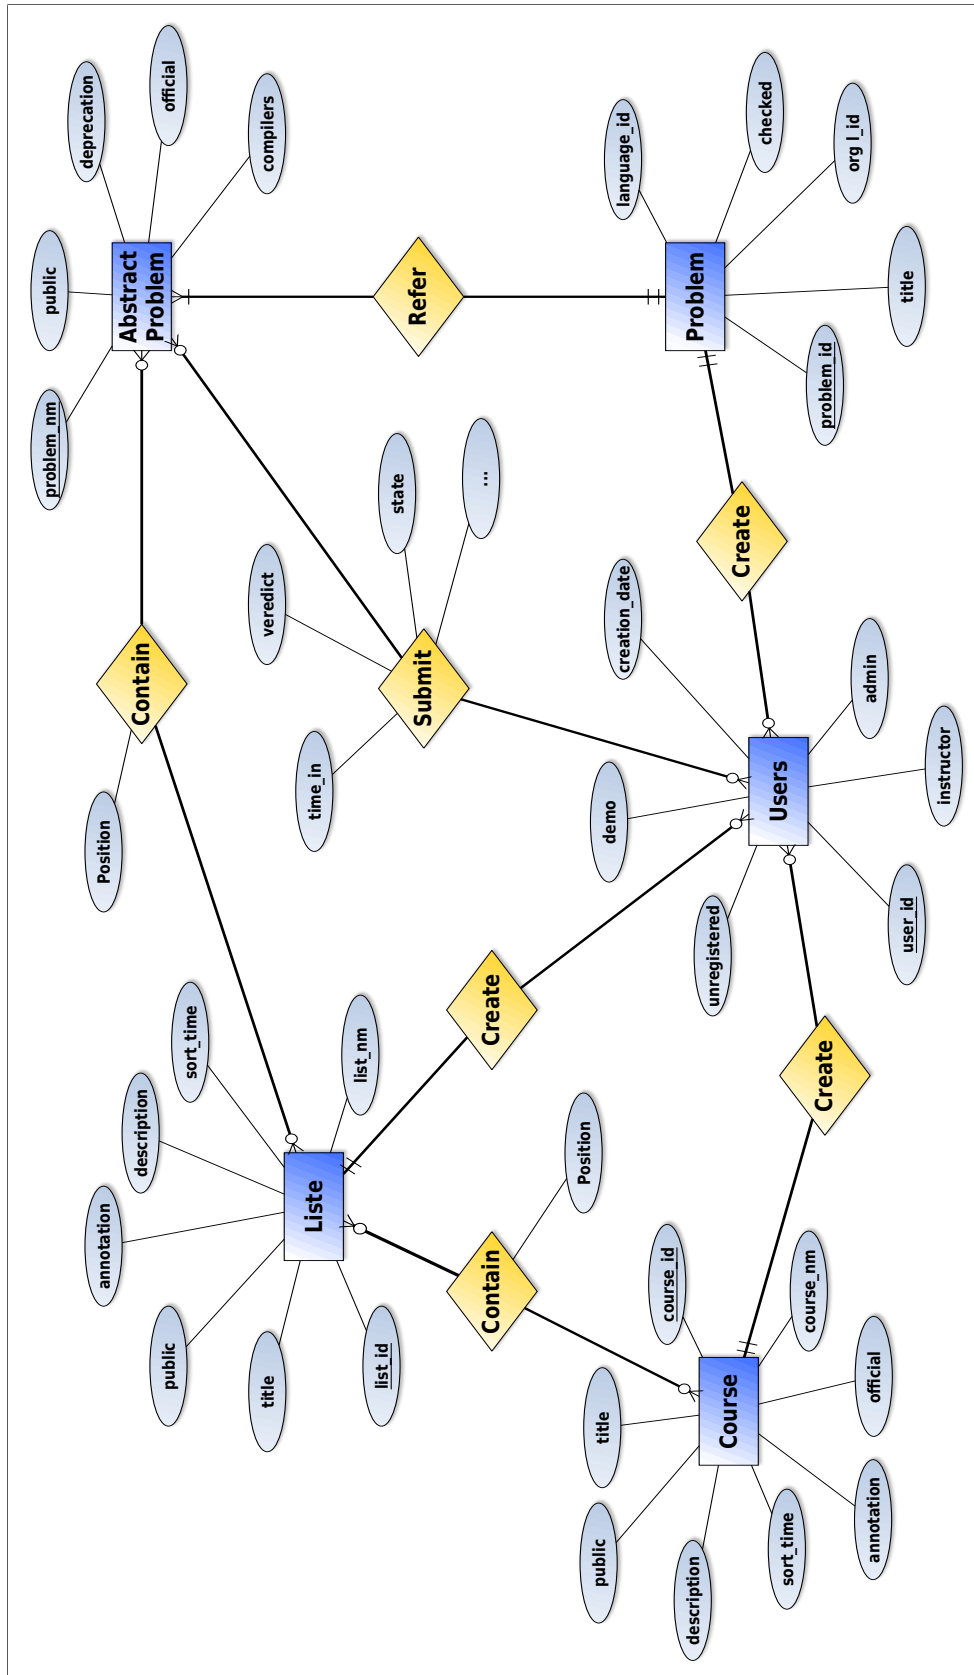 public
title
list_id
annotation
description
sort_time
list_nm
Liste
Position
Contain
problem_nm
public
deprecation
official
compilers
Abstract
Problem
time_in
veredict
state
...
Submit
Refer
Contain
Position
Create
description
public
title
course_id
course_nm
official
annotation
sort_time
Course
Create
unregistered
demo
creation_date
admin
instructor
user_id
Users
Create
language_id
checked
org l_id
title
problem_id
Problem